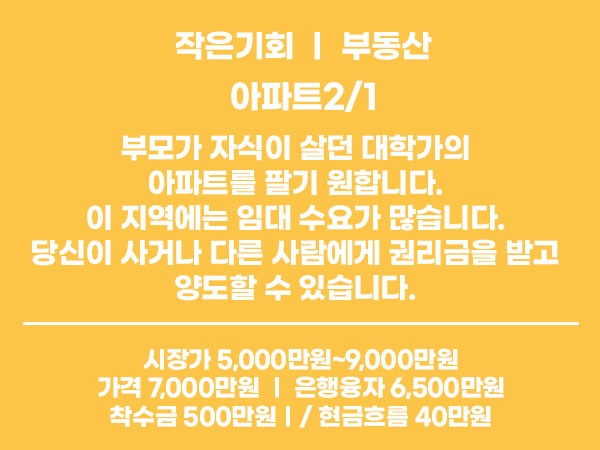 작은기회 ㅣ 부동산
아파트2/1
부모가 자식이 살던 대학가의
아파트를 팔기 원합니다.
이 지역에는 임대 수요가 많습니다.
당신이 사거나 다른 사람에게 권리금을 받고
양도할 수 있습니다.
시장가 5,000만원~9,000만원
가격 7,000만원 ㅣ 은행융자 6,500만원
착수금 500만원ㅣ/ 현금흐름 40만원